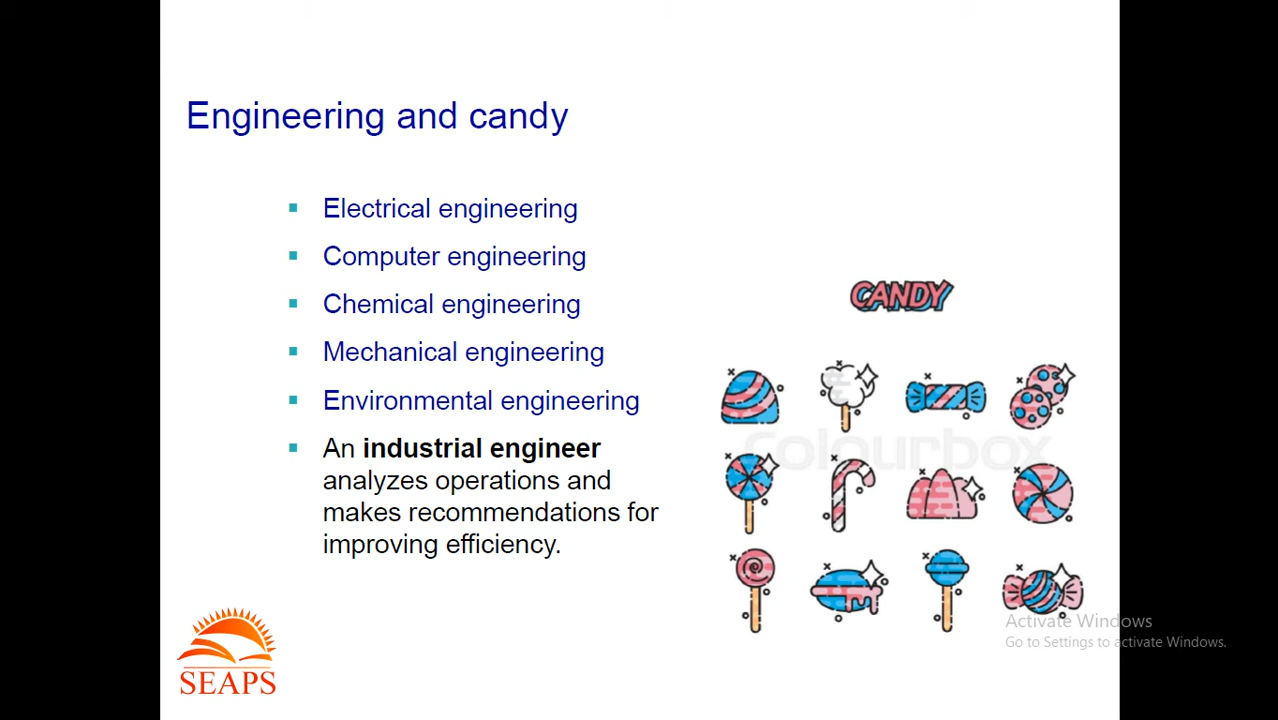 Engineering and candy
Electrical engineering
Computer engineering
Chemical engineering
Mechanical engineering
Environmental engineering
An industrial engineer
analyzes operations and
makes recommendations for
improving efficiency.
CANDY
colourbox
SEAPS
Activate Windows
Go to Settings to activate Windows.